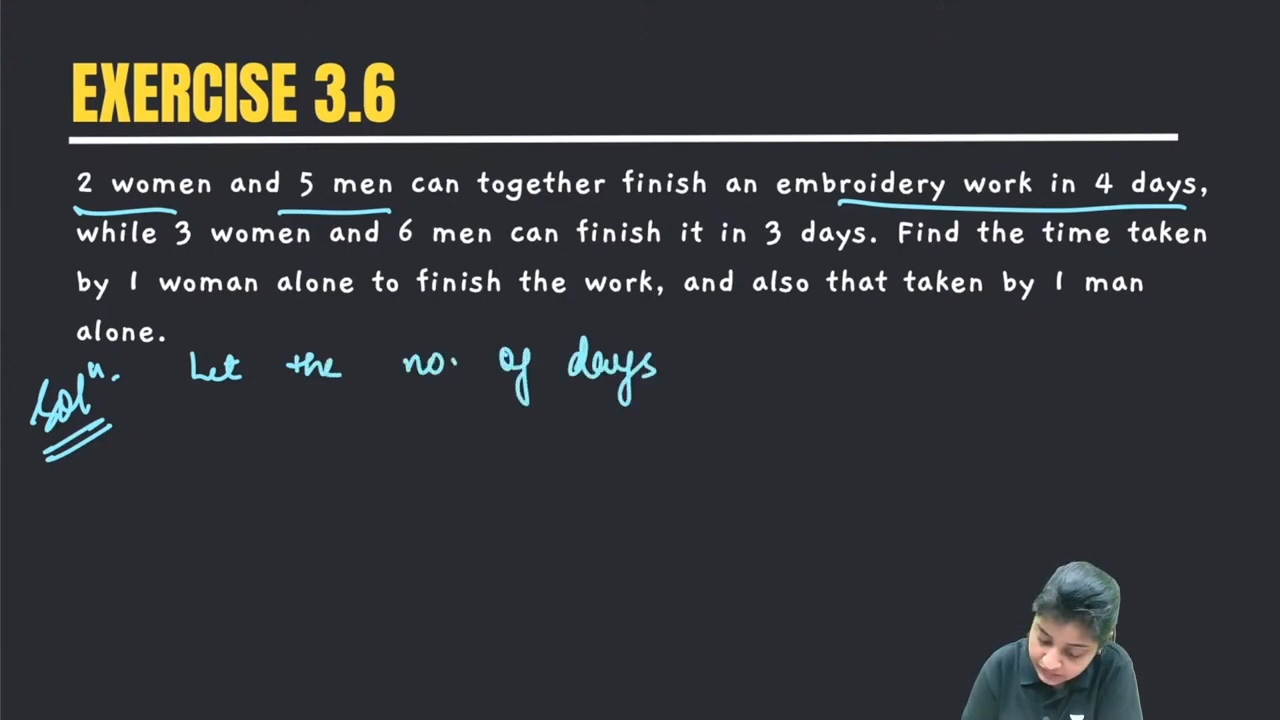 EXERCISE 3.6
2 women and 5 men can together finish an embroidery work in 4 days,
while 3 women and 6 men can finish it in 3 days. Find the time taken
by 1 woman alone to finish the work, and also that taken by 1 man
alone.
Solⁿ. Let the no. of days